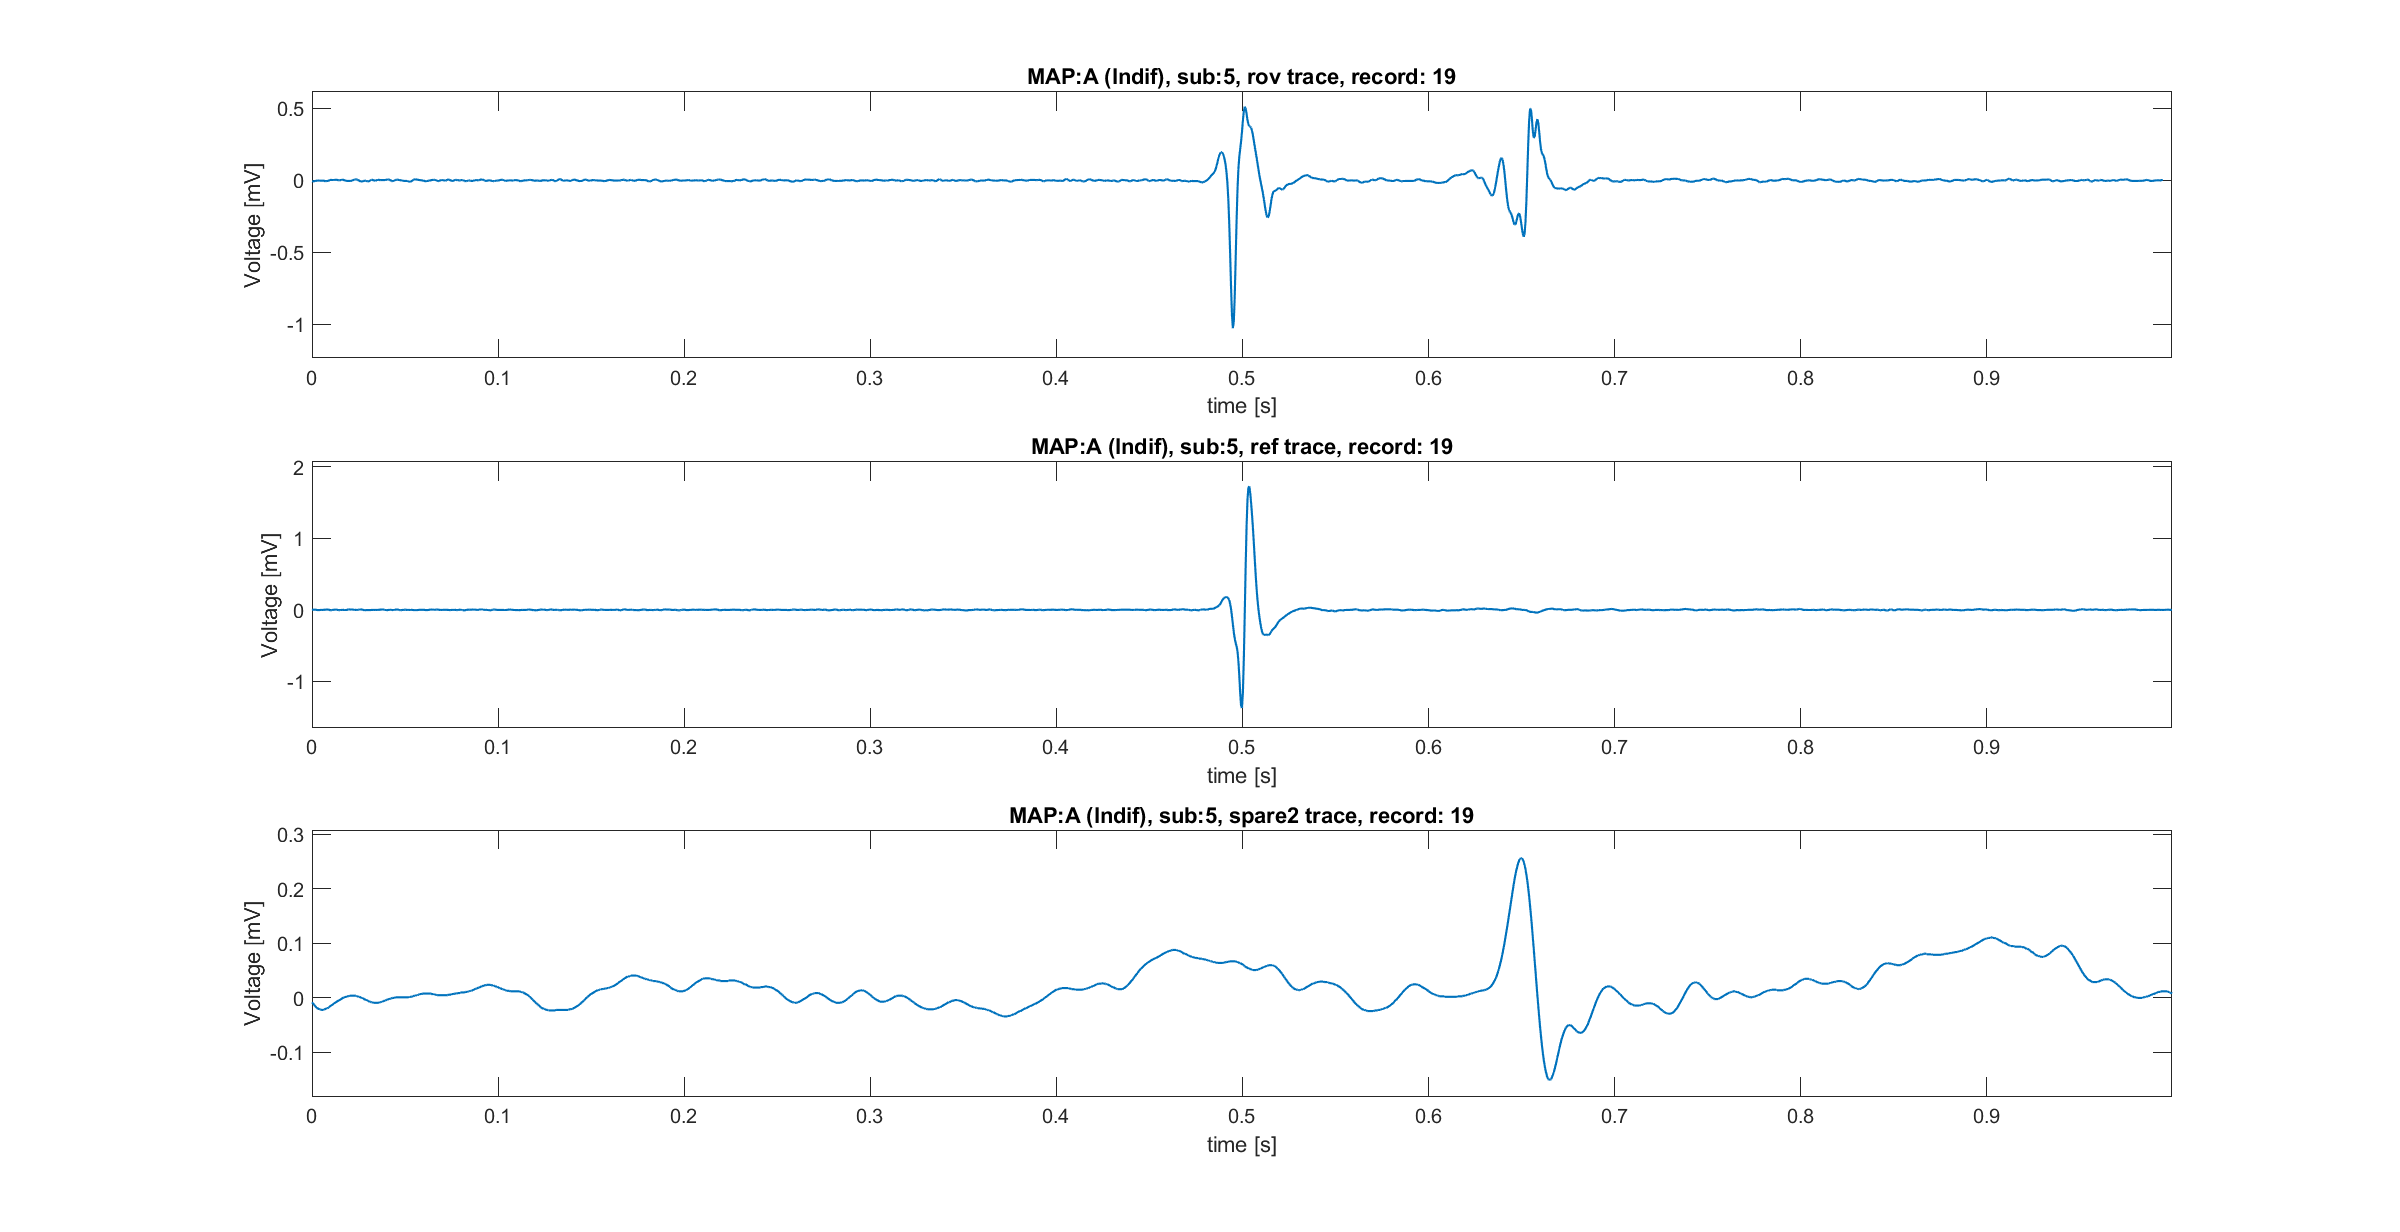 MAP:A (Indif), sub:5, rov trace, record: 19
0.5
0
-0.5
-1
Voltage [mV]
0 0.1 0.2 0.3 0.4 0.5 0.6 0.7 0.8 0.9
time [s]
MAP:A (Indif), sub:5, ref trace, record: 19
2
1
0
-1
Voltage [mV]
0 0.1 0.2 0.3 0.4 0.5 0.6 0.7 0.8 0.9
time [s]
MAP:A (Indif), sub:5, spare2 trace, record: 19
0.3
0.2
0.1
0
-0.1
Voltage [mV]
0 0.1 0.2 0.3 0.4 0.5 0.6 0.7 0.8 0.9
time [s]